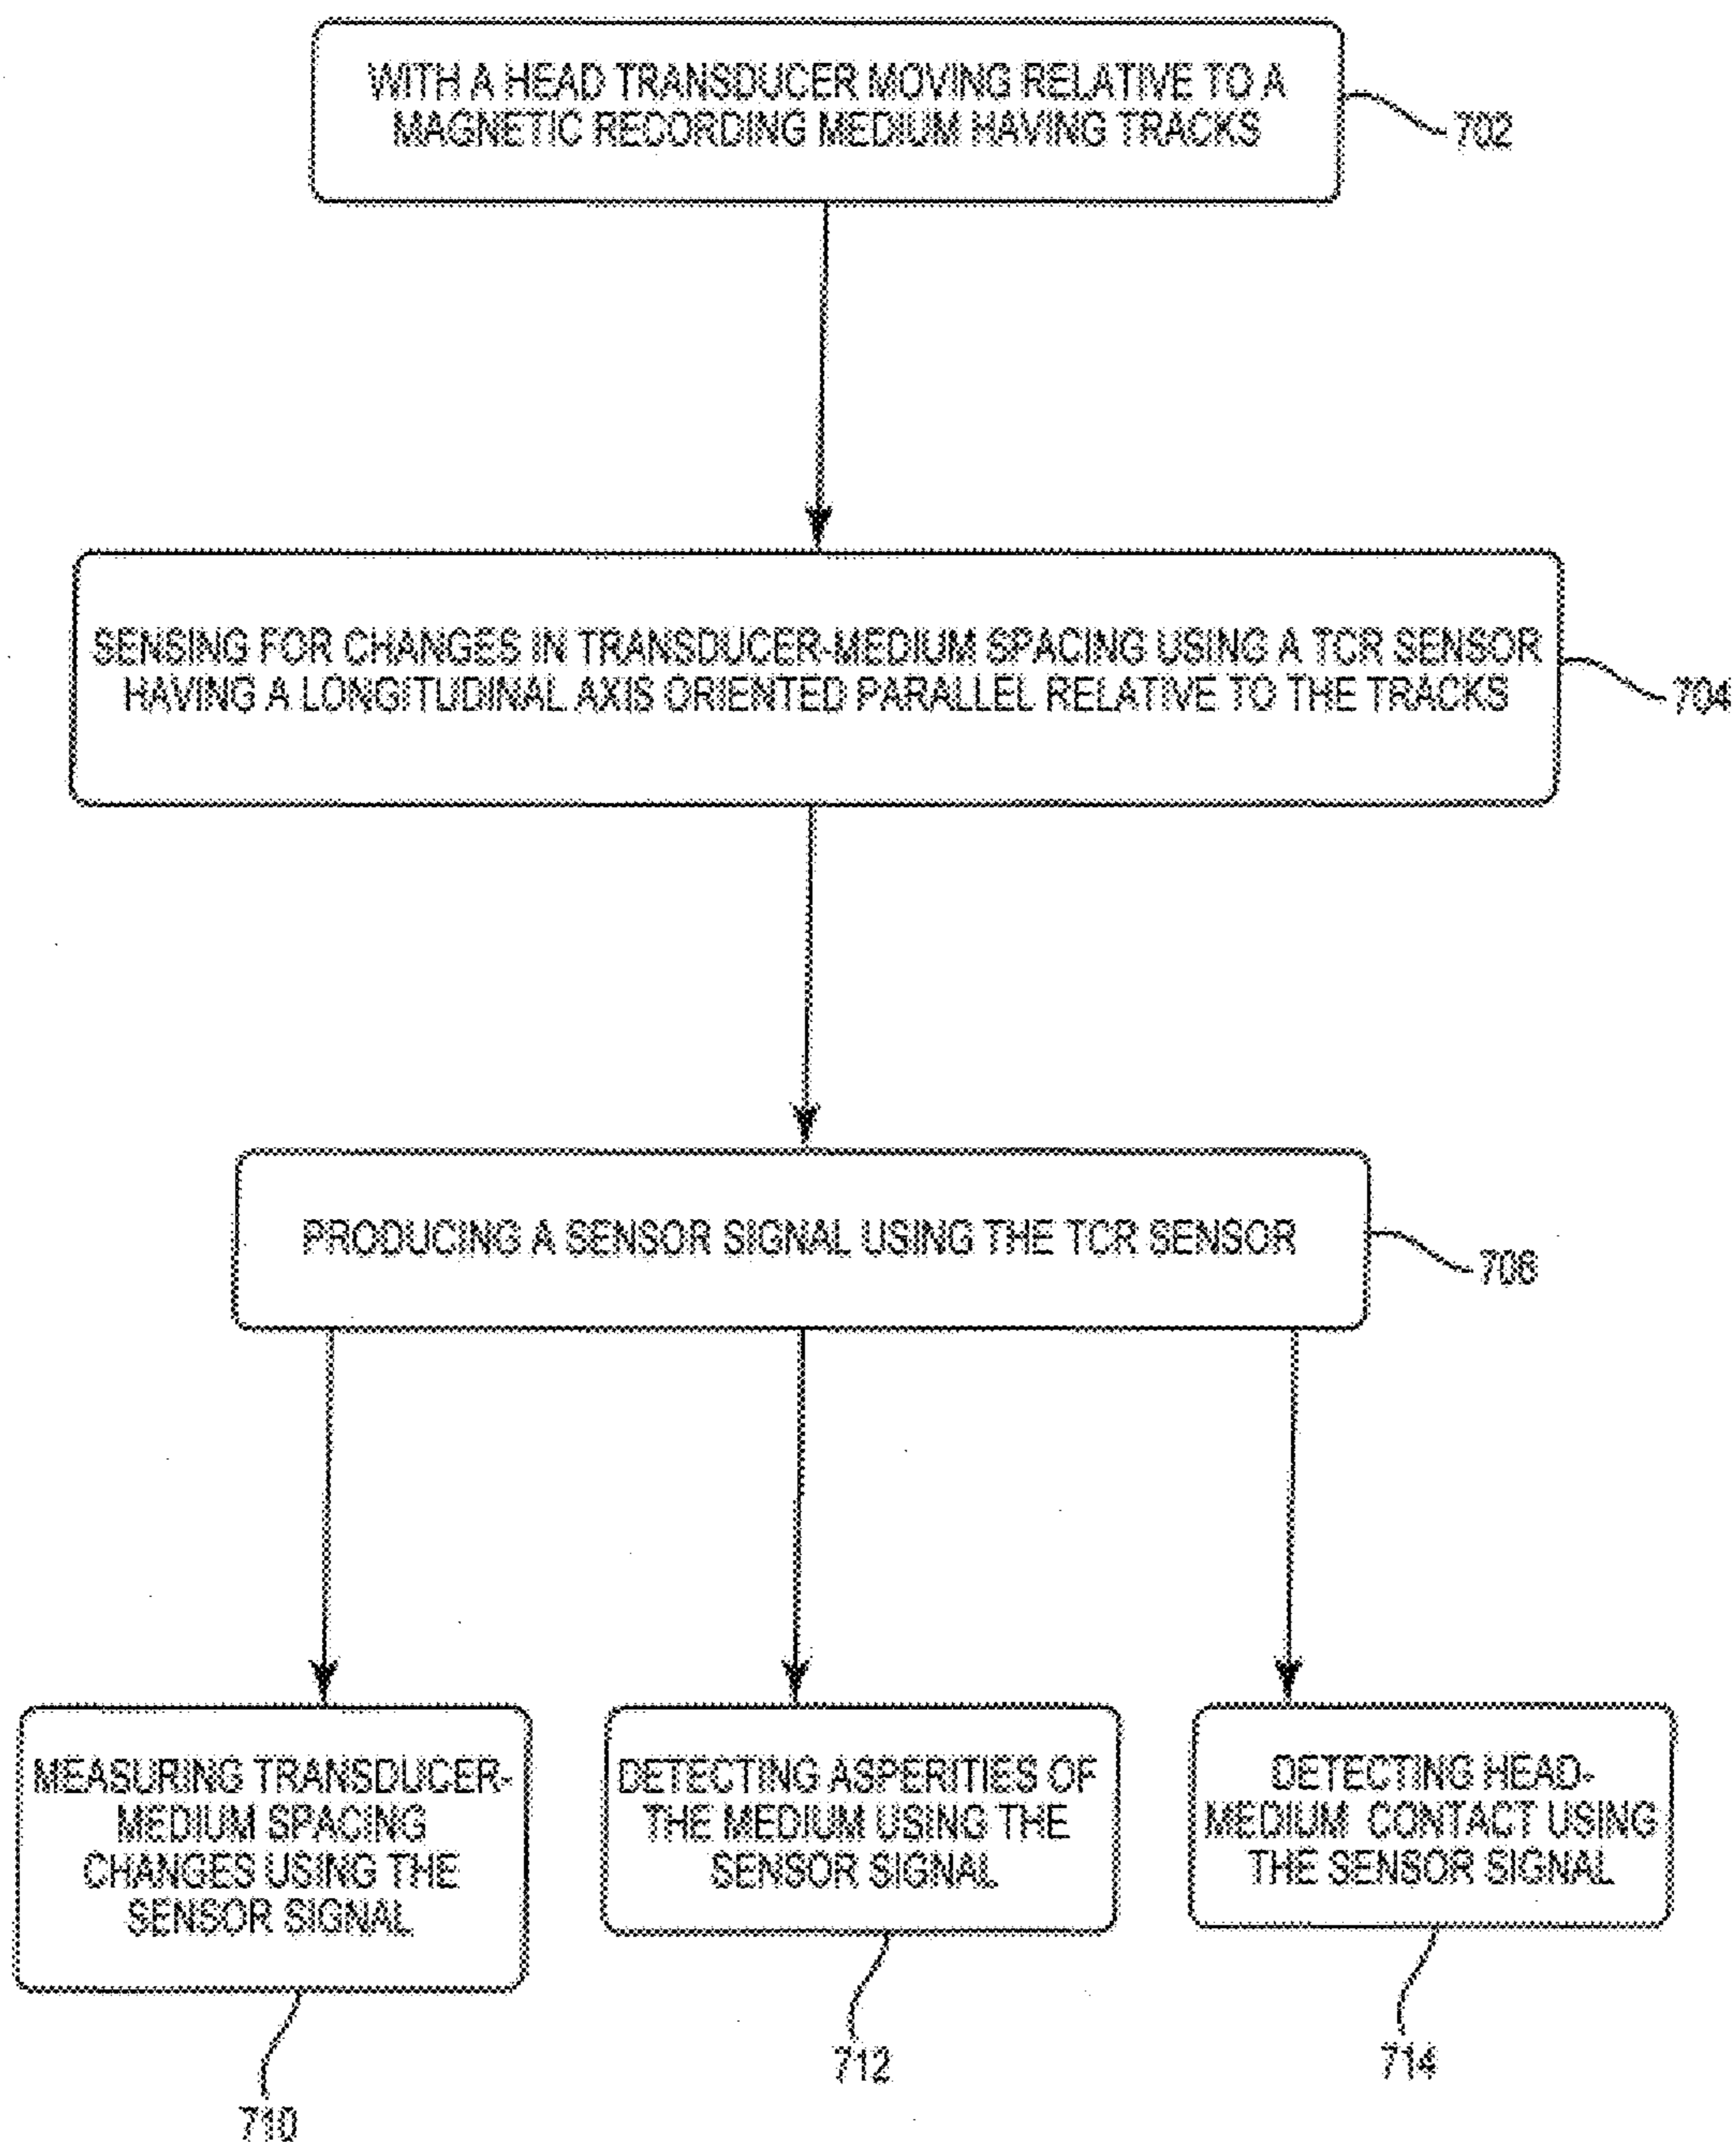 WITH A HEAD TRANSDUCER MOVING RELATIVE TO A
MAGNETIC RECORDING MEDIUM HAVING TRACKS
702
SENSING FOR CHANGES IN TRANSDUCER-MEDIUM SPACING USING A TCR SENSOR
HAVING A LONGITUDINAL AXIS ORIENTED PARALLEL RELATIVE TO THE TRACKS
704
PRODUCING A SENSOR SIGNAL USING THE TCR SENSOR
706
MEASURING TRANSDUCER-
MEDIUM SPACING
CHANGES USING THE
SENSOR SIGNAL
710
DETECTING ASPERITIES OF
THE MEDIUM USING THE
SENSOR SIGNAL
712
DETECTING HEAD-
MEDIUM CONTACT USING
THE SENSOR SIGNAL
714